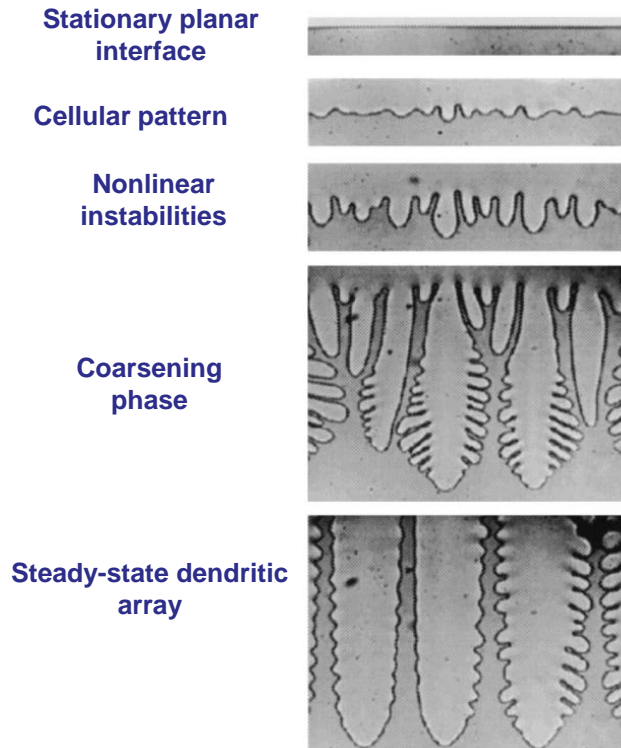 Stationary planar
interface
Cellular pattern
Nonlinear
instabilities
Coarsening
phase
Steady-state dendritic
array